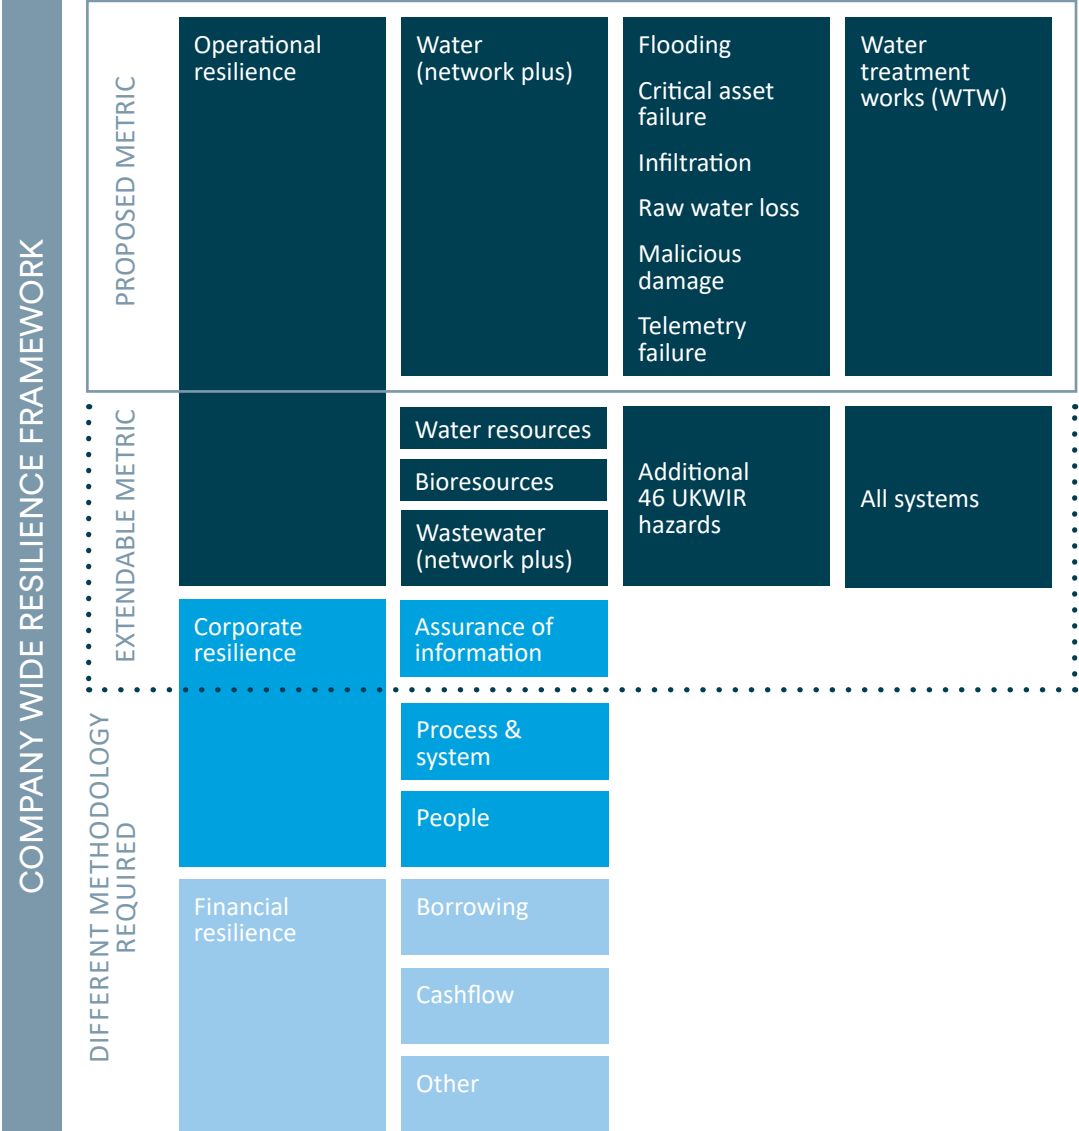 COMPANY WIDE RESILIENCE FRAMEWORK
PROPOSED METRIC
Operational
resilience
Water
(network plus)
Flooding
Critical asset
failure
Infiltration
Raw water loss
Malicious
damage
Telemetry
failure
Water
treatment
works (WTW)
EXTENDABLE METRIC
Water resources
Bioresources
Wastewater
(network plus)
Additional
46 UKWIR
hazards
All systems
Corporate
resilience
Assurance of
information
DIFFERENT METHODOLOGY
REQUIRED
Process &
system
People
Financial
resilience
Borrowing
Cashflow
Other